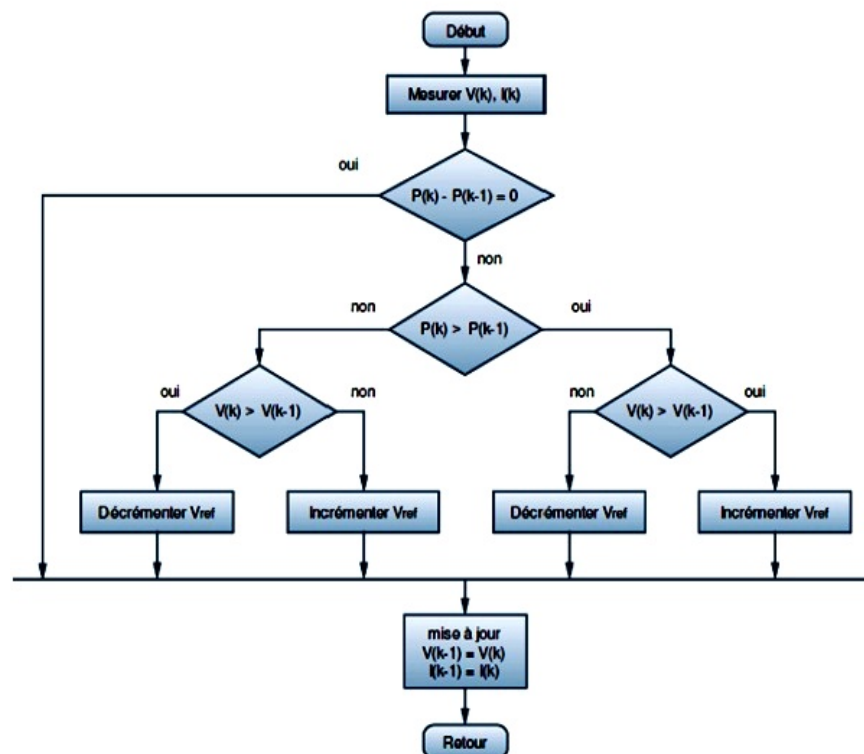 Début
Mesurer V(k), I(k)
oui
P(k) - P(k-1) = 0
non
non
oui
P(k) > P(k-1)
oui
non
non
oui
V(k) > V(k-1)
V(k) > V(k-1)
Décrémenter Vref
Incrémenter Vref
Décrémenter Vref
Incrémenter Vref
mise à jour
V(k-1) = V(k)
I(k-1) = I(k)
Retour